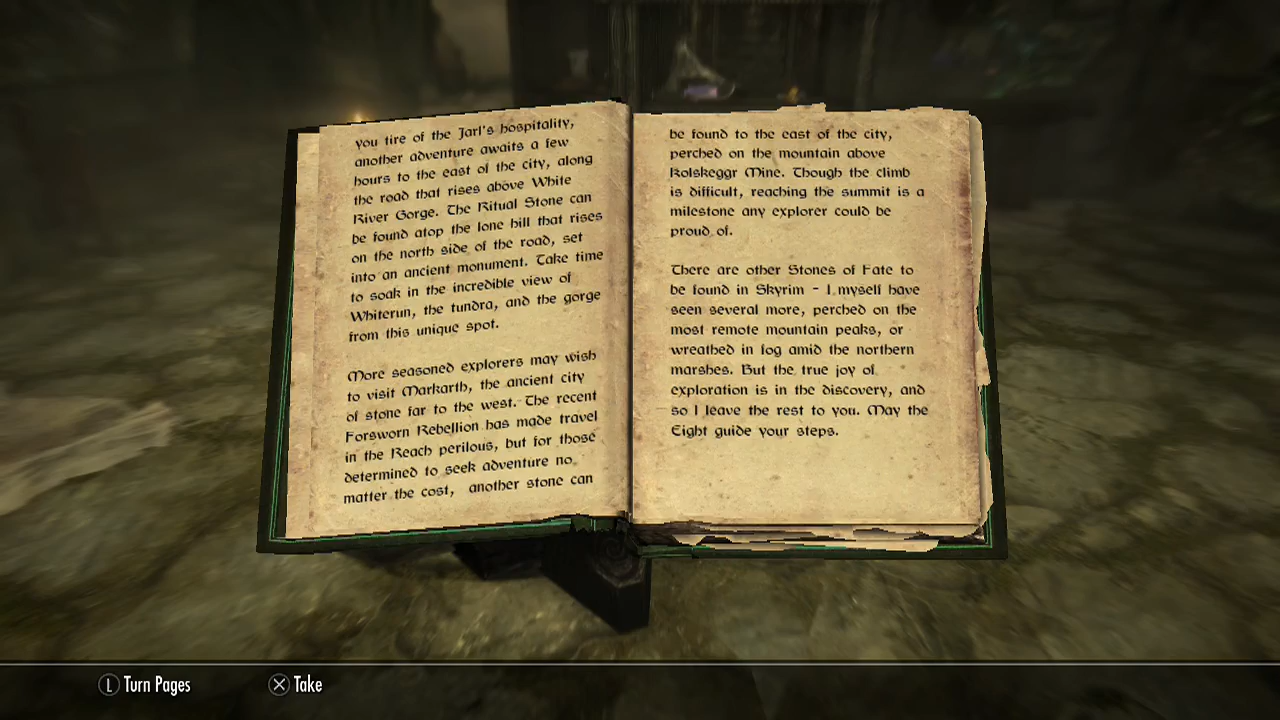 you tire of the Jarl's hospitality,
another adventure awaits a few
hours to the east of the city, along
the road that rises above White
River Gorge. The Ritual Stone can
be found atop the lone hill that rises
on the north side of the road, set
into an ancient monument. Take time
to soak in the incredible view of
Whiterun, the tundra, and the gorge
from this unique spot.
More seasoned explorers may wish
to visit Markarth, the ancient city
of stone far to the west. The recent
Forsworn Rebellion has made travel
in the Reach perilous, but for those
determined to seek adventure no
matter the cost, another stone can
be found to the east of the city,
perched on the mountain above
Kolskeggr Mine. Though the climb
is difficult, reaching the summit is a
milestone any explorer could be
proud of.
There are other Stones of Fate to
be found in Skyrim - I myself have
seen several more, perched on the
most remote mountain peaks, or
wreathed in fog amid the northern
marshes. But the true joy of
exploration is in the discovery, and
so I leave the rest to you. May the
Eight guide your steps.
L Turn Pages
X Take